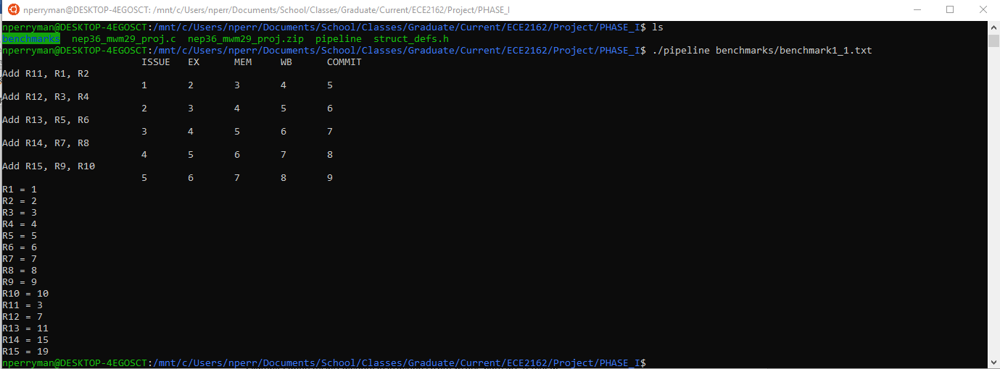 nperryman@DESKTOP-4EGOSCT: /mnt/c/Users/nperr/Documents/School/Classes/Graduate/Current/ECE2162/Project/PHASE_I
nperryman@DESKTOP-4EGOSCT:/mnt/c/Users/nperr/Documents/School/Classes/Graduate/Current/ECE2162/Project/PHASE_I$ ls
benchmarks  nep36_mwm29_proj.c  nep36_mwm29_proj.zip  pipeline  struct_defs.h
nperryman@DESKTOP-4EGOSCT:/mnt/c/Users/nperr/Documents/School/Classes/Graduate/Current/ECE2162/Project/PHASE_I$ ./pipeline benchmarks/benchmark1_1.txt
ISSUE   EX      MEM     WB      COMMIT
Add R11, R1, R2
1       2       3       4       5
Add R12, R3, R4
2       3       4       5       6
Add R13, R5, R6
3       4       5       6       7
Add R14, R7, R8
4       5       6       7       8
Add R15, R9, R10
5       6       7       8       9
R1 = 1
R2 = 2
R3 = 3
R4 = 4
R5 = 5
R6 = 6
R7 = 7
R8 = 8
R9 = 9
R10 = 10
R11 = 3
R12 = 7
R13 = 11
R14 = 15
R15 = 19
nperryman@DESKTOP-4EGOSCT:/mnt/c/Users/nperr/Documents/School/Classes/Graduate/Current/ECE2162/Project/PHASE_I$